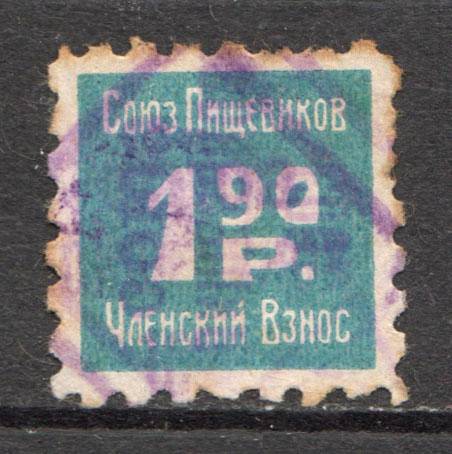 Союз Пищевиков
1 90
Р.
Членский Взнос